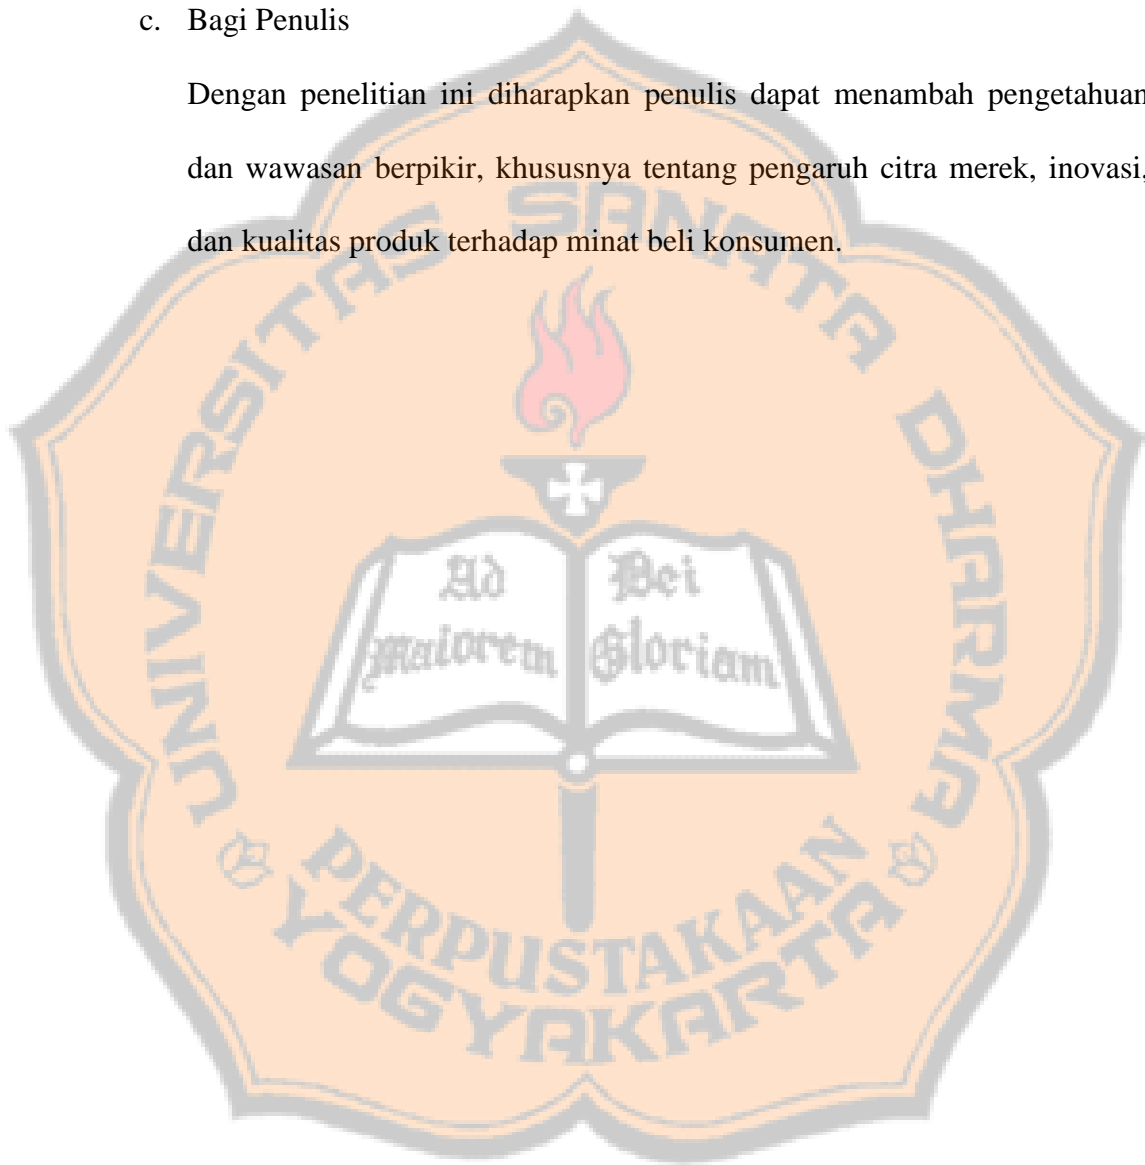 c. Bagi Penulis
Dengan penelitian ini diharapkan penulis dapat menambah pengetahuan
dan wawasan berpikir, khususnya tentang pengaruh citra merek, inovasi,
dan kualitas produk terhadap minat beli konsumen.
UNIVERSITAS SANATA DHARMA
Ad Dei
Maiorem Gloriam
PERPUSTAKAAN
YOGYAKARTA